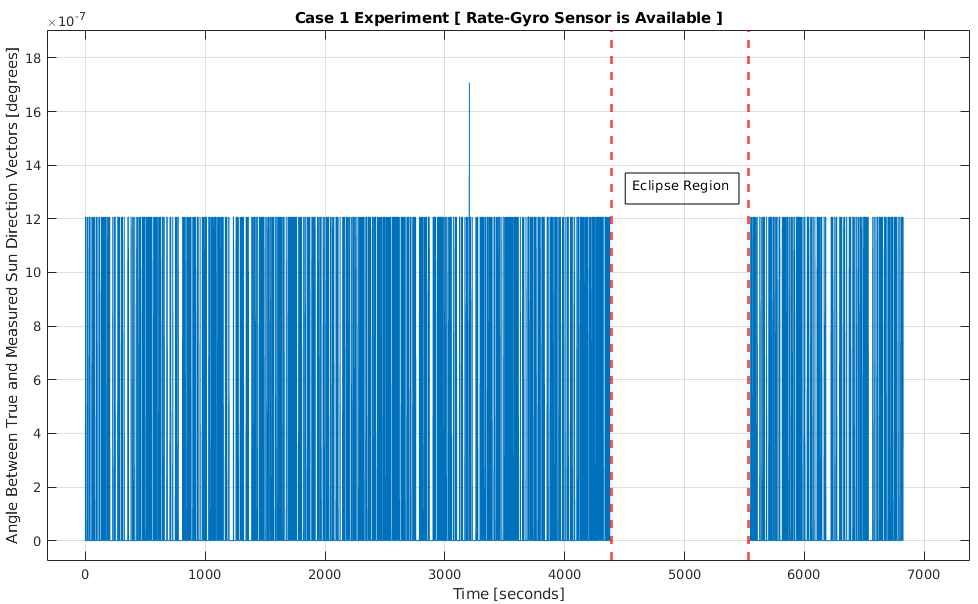 Case 1 Experiment [ Rate-Gyro Sensor is Available ]
×10⁻⁷
Angle Between True and Measured Sun Direction Vectors [degrees]
18
16
14
12
10
8
6
4
2
0
Eclipse Region
0 1000 2000 3000 4000 5000 6000 7000
Time [seconds]